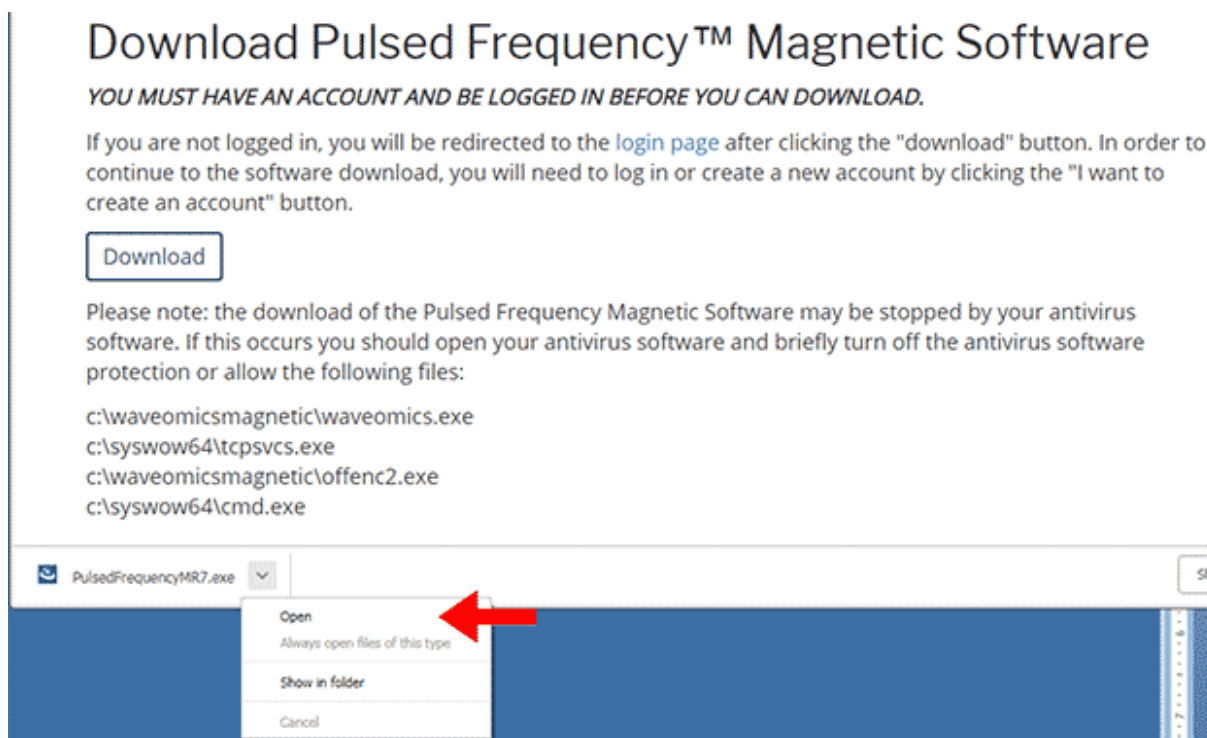 Download Pulsed Frequency™ Magnetic Software
YOU MUST HAVE AN ACCOUNT AND BE LOGGED IN BEFORE YOU CAN DOWNLOAD.
If you are not logged in, you will be redirected to the login page after clicking the "download" button. In order to
continue to the software download, you will need to log in or create a new account by clicking the "I want to
create an account" button.
Download
Please note: the download of the Pulsed Frequency Magnetic Software may be stopped by your antivirus
software. If this occurs you should open your antivirus software and briefly turn off the antivirus software
protection or allow the following files:
c:\waveomicsmagnetic\waveomics.exe
c:\syswow64\tcpsvcs.exe
c:\waveomicsmagnetic\offenc2.exe
c:\syswow64\cmd.exe
PulsedFrequencyMR7.exe
Open
Always open files of this type
Show in folder
Cancel
6
7